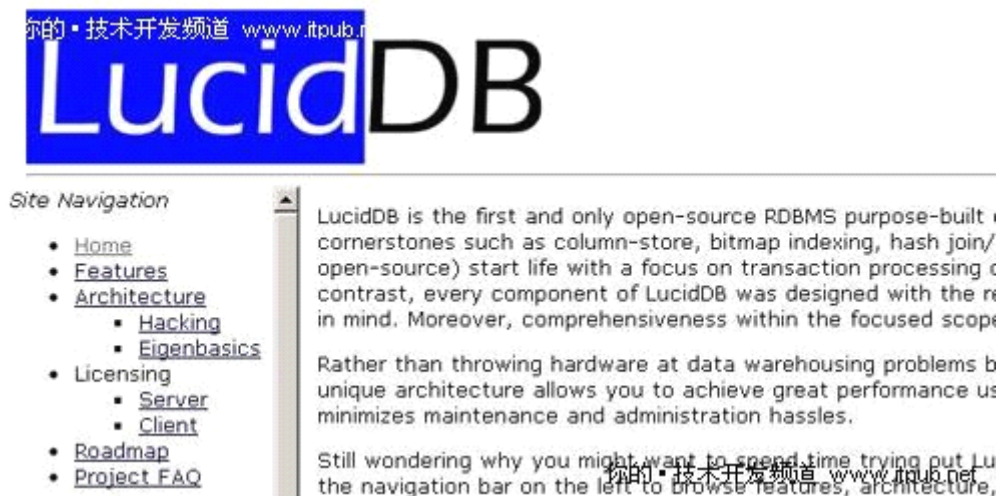 你的·技术开发频道 www.itpub.n
LucidDB
Site Navigation
Home
Features
Architecture
Hacking
Eigenbasics
Licensing
Server
Client
Roadmap
Project FAQ
LucidDB is the first and only open-source RDBMS purpose-built
cornerstones such as column-store, bitmap indexing, hash join/
open-source) start life with a focus on transaction processing
contrast, every component of LucidDB was designed with the re
in mind. Moreover, comprehensiveness within the focused scope
Rather than throwing hardware at data warehousing problems b
unique architecture allows you to achieve great performance us
minimizes maintenance and administration hassles.
Still wondering why you might want to spend time trying out Lu
the navigation bar on the left to browse features, architecture,
你的·技术开发频道 www.itpub.net